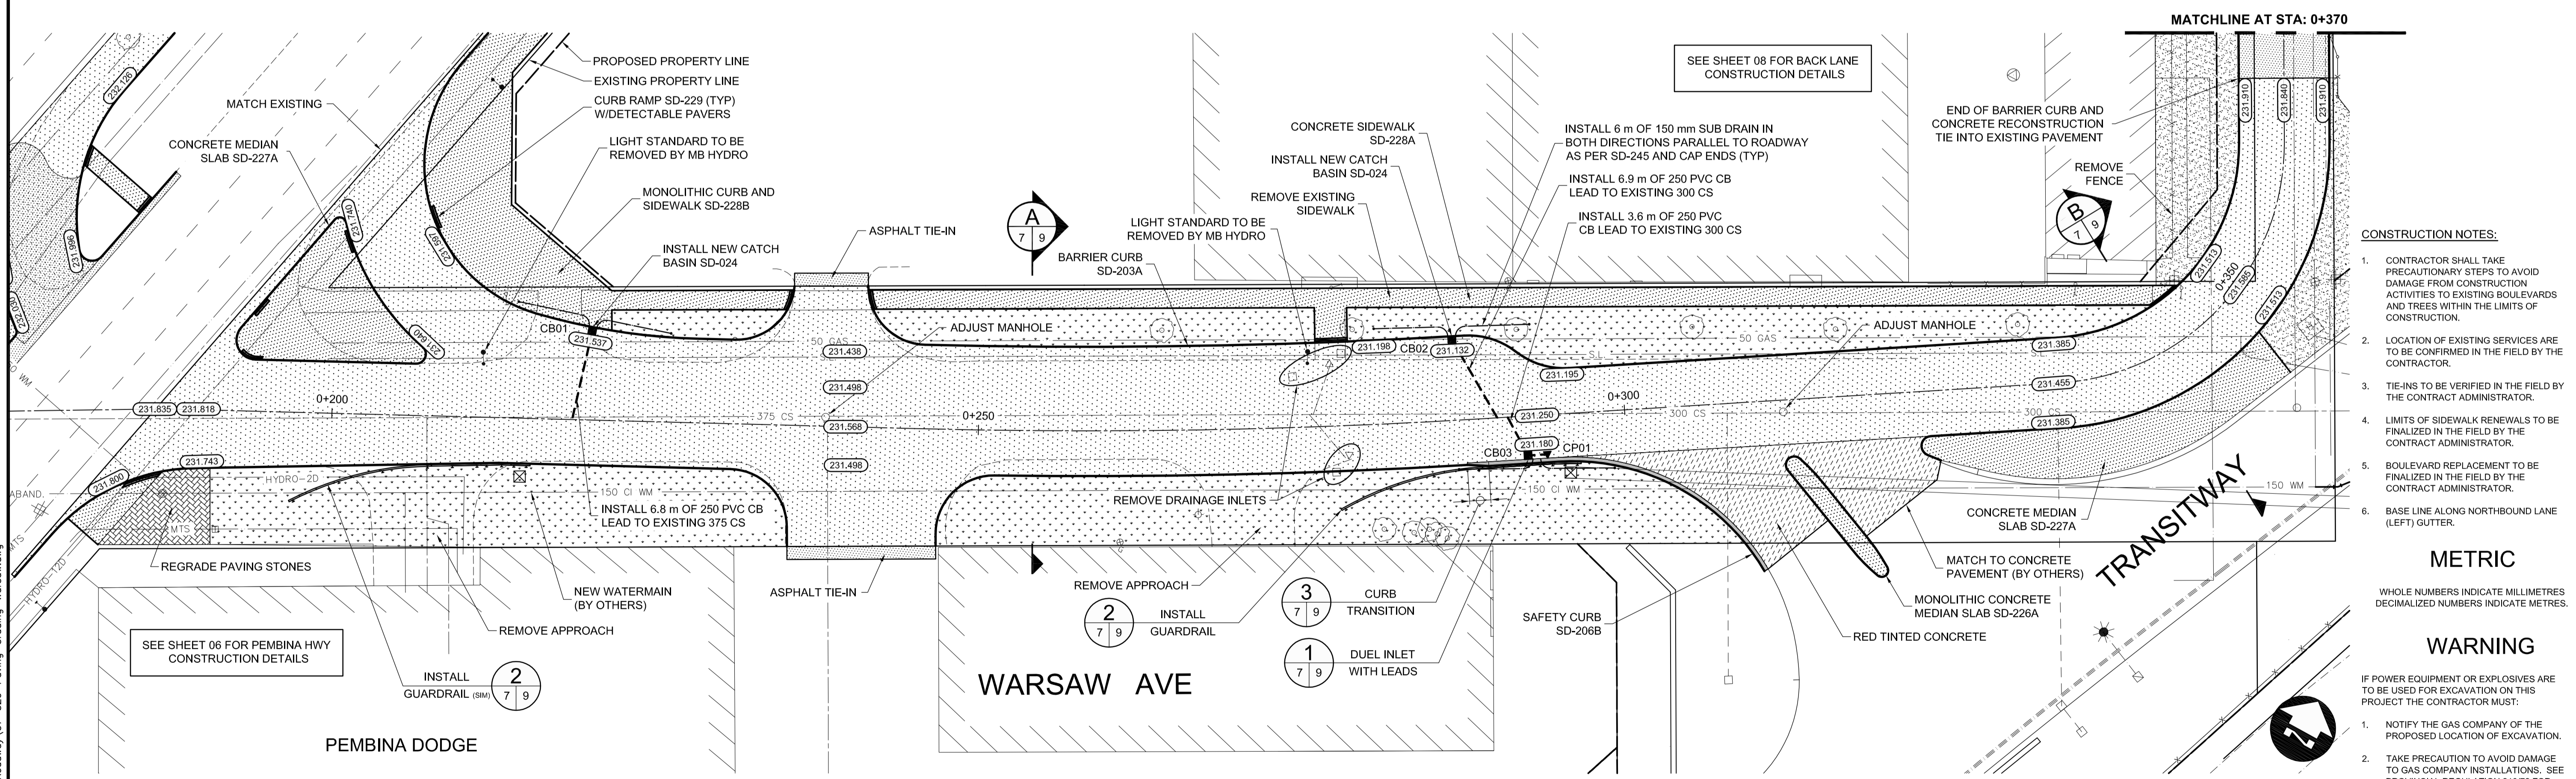 MATCHLINE AT STA: 0+370
PROPOSED PROPERTY LINE
EXISTING PROPERTY LINE
CURB RAMP SD-229 (TYP)
W/DETECTABLE PAVERS
LIGHT STANDARD TO BE
REMOVED BY MB HYDRO
MONOLITHIC CURB AND
SIDEWALK SD-228B
INSTALL NEW CATCH
BASIN SD-024
MATCH EXISTING
CONCRETE MEDIAN
SLAB SD-227A
232.126
231.986
231.740
231.640
231.697
A
7 9
ASPHALT TIE-IN
BARRIER CURB
SD-203A
LIGHT STANDARD TO BE
REMOVED BY MB HYDRO
REMOVE EXISTING
SIDEWALK
INSTALL NEW CATCH
BASIN SD-024
CONCRETE SIDEWALK
SD-228A
INSTALL 6 m OF 150 mm SUB DRAIN IN
BOTH DIRECTIONS PARALLEL TO ROADWAY
AS PER SD-245 AND CAP ENDS (TYP)
INSTALL 6.9 m OF 250 PVC CB
LEAD TO EXISTING 300 CS
INSTALL 3.6 m OF 250 PVC
CB LEAD TO EXISTING 300 CS
SEE SHEET 08 FOR BACK LANE
CONSTRUCTION DETAILS
END OF BARRIER CURB AND
CONCRETE RECONSTRUCTION
TIE INTO EXISTING PAVEMENT
REMOVE
FENCE
B
7 9
231.910
231.840
231.910
231.513
0+350
231.585
231.513
CB01
231.537
ADJUST MANHOLE
50 GAS
231.438
231.498
231.198
CB02
231.132
S.L.
231.195
50 GAS
ADJUST MANHOLE
231.385
231.455
231.835
231.818
0+200
375 CS
231.568
0+250
0+300
231.250
300 CS
300 CS
231.385
231.180
CB03
CP01
231.743
231.800
231.498
HYDRO-2D
150 CI WM
150 CI WM
150 WM
WM
ABAND.
MTS
MTS
HYDRO-12D
INSTALL 6.8 m OF 250 PVC CB
LEAD TO EXISTING 375 CS
REMOVE DRAINAGE INLETS
REGRADE PAVING STONES
NEW WATERMAIN
(BY OTHERS)
REMOVE APPROACH
ASPHALT TIE-IN
REMOVE APPROACH
2
7 9
INSTALL
GUARDRAIL
3
7 9
CURB
TRANSITION
1
7 9
DUEL INLET
WITH LEADS
SAFETY CURB
SD-206B
RED TINTED CONCRETE
MONOLITHIC CONCRETE
MEDIAN SLAB SD-226A
MATCH TO CONCRETE
PAVEMENT (BY OTHERS)
CONCRETE MEDIAN
SLAB SD-227A
TRANSITWAY
SEE SHEET 06 FOR PEMBINA HWY
CONSTRUCTION DETAILS
INSTALL
GUARDRAIL (SIM)
2
7 9
WARSAW AVE
PEMBINA DODGE
CONSTRUCTION NOTES:
1. CONTRACTOR SHALL TAKE
PRECAUTIONARY STEPS TO AVOID
DAMAGE FROM CONSTRUCTION
ACTIVITIES TO EXISTING BOULEVARDS
AND TREES WITHIN THE LIMITS OF
CONSTRUCTION.
2. LOCATION OF EXISTING SERVICES ARE
TO BE CONFIRMED IN THE FIELD BY THE
CONTRACTOR.
3. TIE-INS TO BE VERIFIED IN THE FIELD BY
THE CONTRACT ADMINISTRATOR.
4. LIMITS OF SIDEWALK RENEWALS TO BE
FINALIZED IN THE FIELD BY THE
CONTRACT ADMINISTRATOR.
5. BOULEVARD REPLACEMENT TO BE
FINALIZED IN THE FIELD BY THE
CONTRACT ADMINISTRATOR.
6. BASE LINE ALONG NORTHBOUND LANE
(LEFT) GUTTER.
METRIC
WHOLE NUMBERS INDICATE MILLIMETRES
DECIMALIZED NUMBERS INDICATE METRES.
WARNING
IF POWER EQUIPMENT OR EXPLOSIVES ARE
TO BE USED FOR EXCAVATION ON THIS
PROJECT THE CONTRACTOR MUST:
1. NOTIFY THE GAS COMPANY OF THE
PROPOSED LOCATION OF EXCAVATION.
2. TAKE PRECAUTION TO AVOID DAMAGE
TO GAS COMPANY INSTALLATIONS. SEE